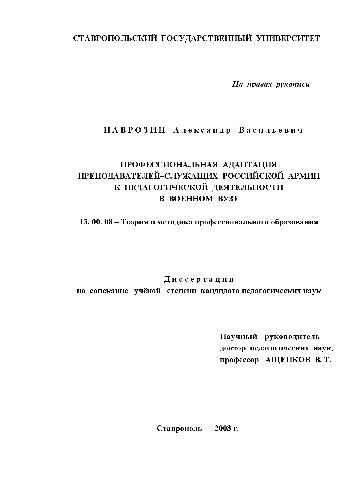 СТАВРОПОЛЬСКИЙ ГОСУДАРСТВЕННЫЙ УНИВЕРСИТЕТ
На правах рукописи
НАВРОЗИН Александр Васильевич
ПРОФЕССИОНАЛЬНАЯ АДАПТАЦИЯ
ПРЕПОДАВАТЕЛЕЙ–СЛУЖАЩИХ РОССИЙСКОЙ АРМИИ
К ПЕДАГОГИЧЕСКОЙ ДЕЯТЕЛЬНОСТИ
В ВОЕННОМ ВУЗЕ
13. 00. 08 – Теория и методика профессионального образования
Диссертация
на соискание учёной степени кандидата педагогических наук
Научный руководитель
доктор педагогических наук,
профессор АЩЕПКОВ В. Т.
Ставрополь 2003 г.